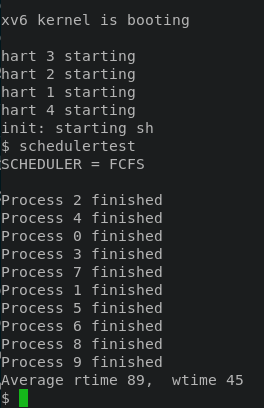 xv6 kernel is booting
hart 3 starting
hart 2 starting
hart 1 starting
hart 4 starting
init: starting sh
$ schedulertest
SCHEDULER = FCFS
Process 2 finished
Process 4 finished
Process 0 finished
Process 3 finished
Process 7 finished
Process 1 finished
Process 5 finished
Process 6 finished
Process 8 finished
Process 9 finished
Average rtime 89,  wtime 45
$